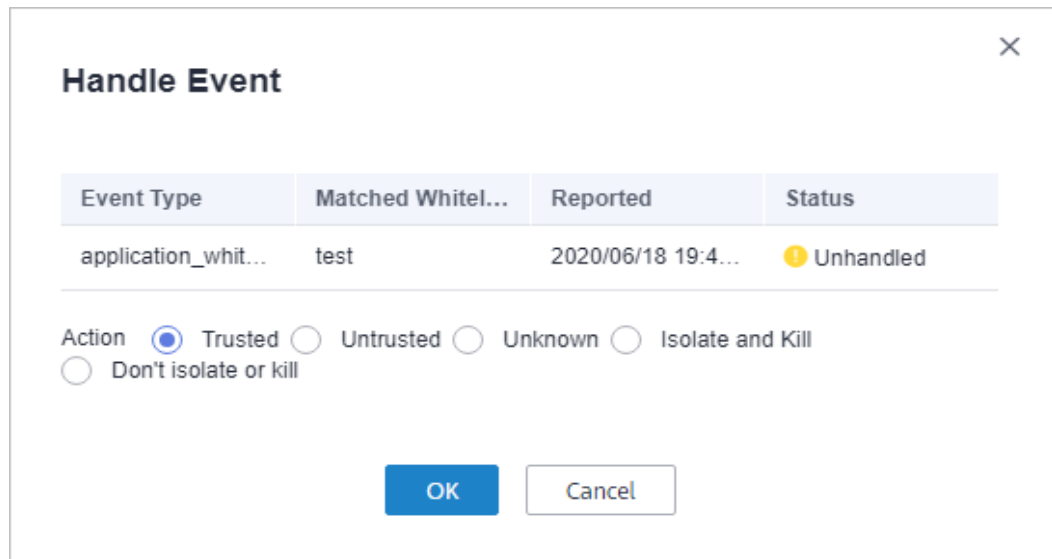 Handle Event
Event Type Matched Whitel... Reported Status
application_whit... test 2020/06/18 19:4... Unhandled
Action Trusted Untrusted Unknown Isolate and Kill
Don't isolate or kill
OK Cancel